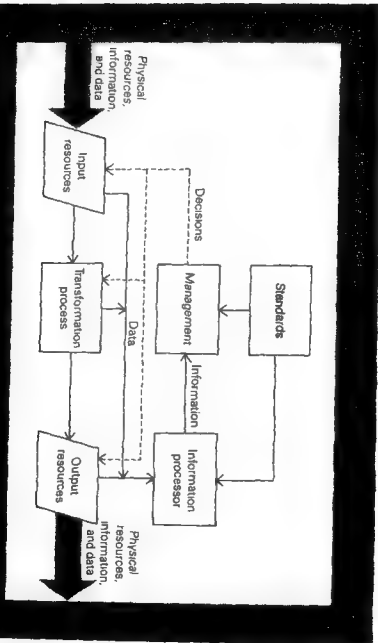 Standards
Management
Information
Information
processor
Decisions
Data
Physical
resources,
information,
and data
Input
resources
Transformation
process
Output
resources
Physical
resources,
information,
and data